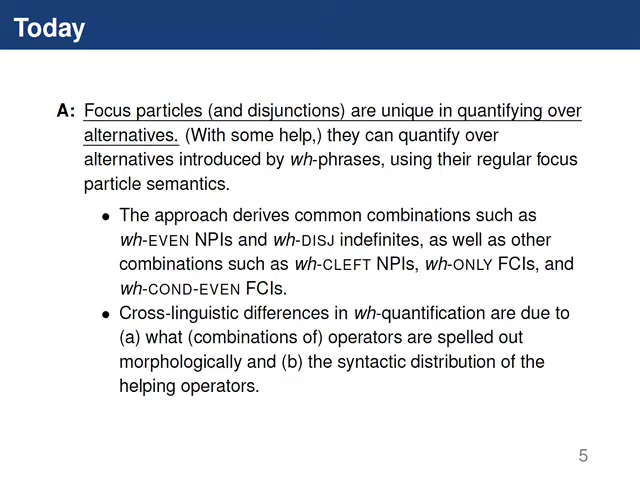 Today
A: Focus particles (and disjunctions) are unique in quantifying over
alternatives. (With some help,) they can quantify over
alternatives introduced by wh-phrases, using their regular focus
particle semantics.
• The approach derives common combinations such as
wh-EVEN NPIs and wh-DISJ indefinites, as well as other
combinations such as wh-CLEFT NPIs, wh-ONLY FCIs, and
wh-COND-EVEN FCIs.
• Cross-linguistic differences in wh-quantification are due to
(a) what (combinations of) operators are spelled out
morphologically and (b) the syntactic distribution of the
helping operators.
5